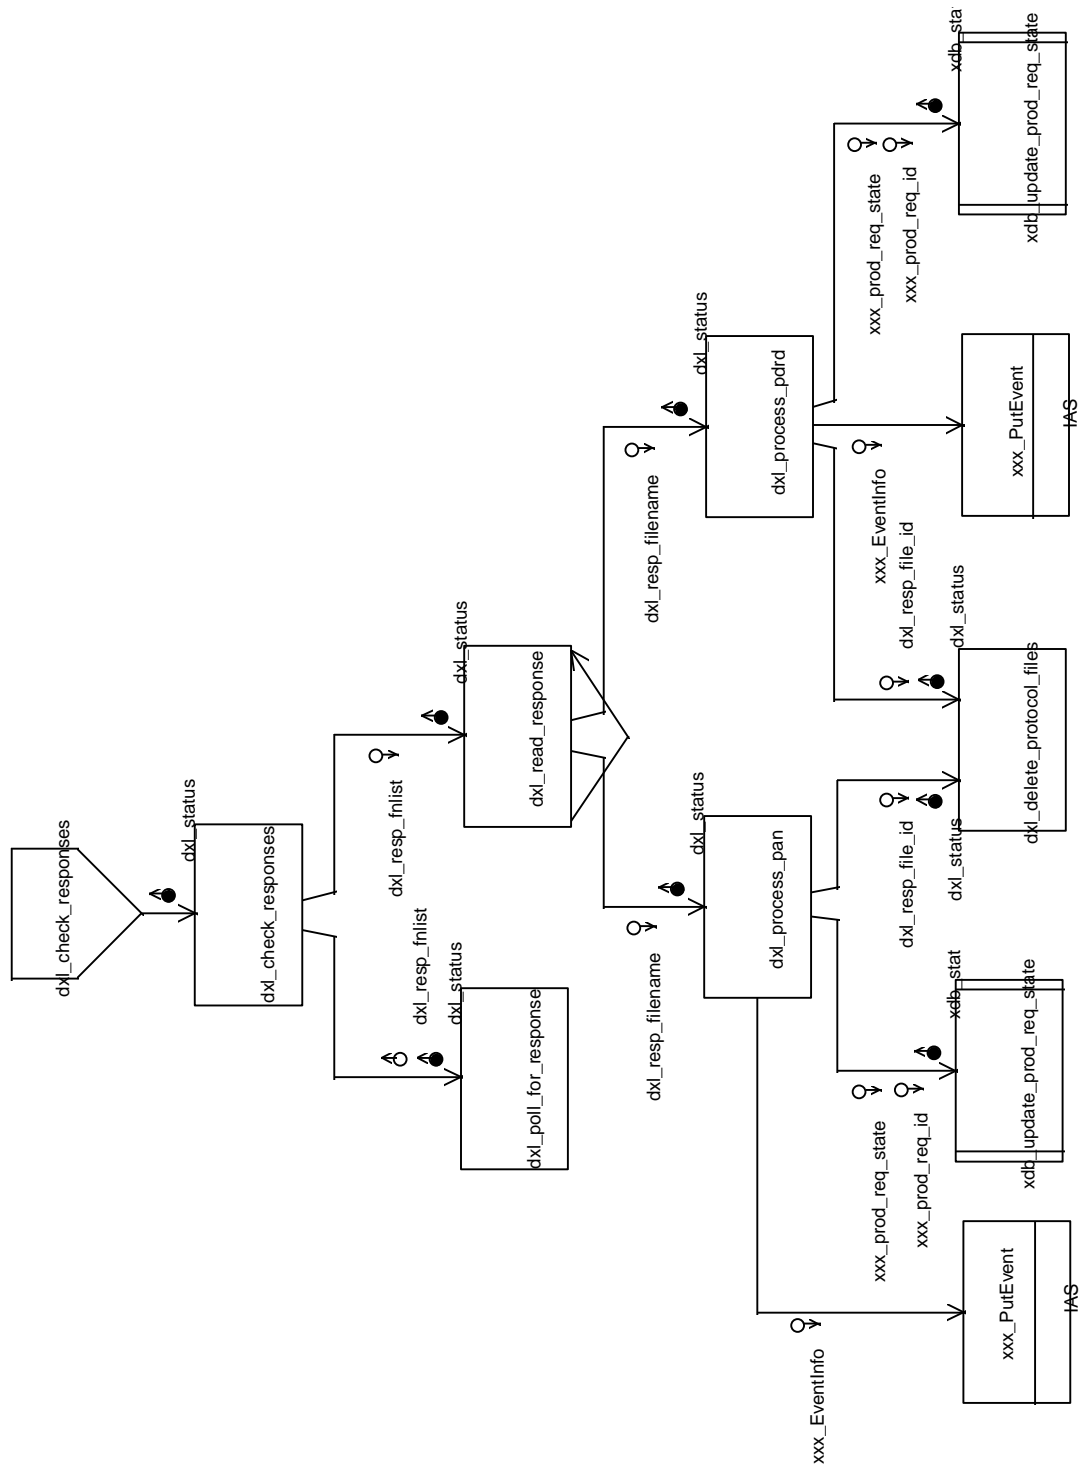 dxl_check_responses
dxl_status
dxl_check_responses
dxl_resp_fnlist
dxl_resp_fnlist
dxl_status
dxl_poll_for_response
dxl_status
dxl_read_response
dxl_resp_filename
dxl_resp_filename
dxl_status
dxl_process_pan
dxl_status
dxl_process_pdrd
xxx_EventInfo
xxx_prod_req_state
xxx_prod_req_id
dxl_resp_file_id
dxl_status
xxx_EventInfo
dxl_resp_file_id
dxl_status
xxx_prod_req_state
xxx_prod_req_id
xxx_PutEvent
IAS
xdb_stat
xdb_update_prod_req_state
dxl_delete_protocol_files
xxx_PutEvent
IAS
xdb_sta
xdb_update_prod_req_state